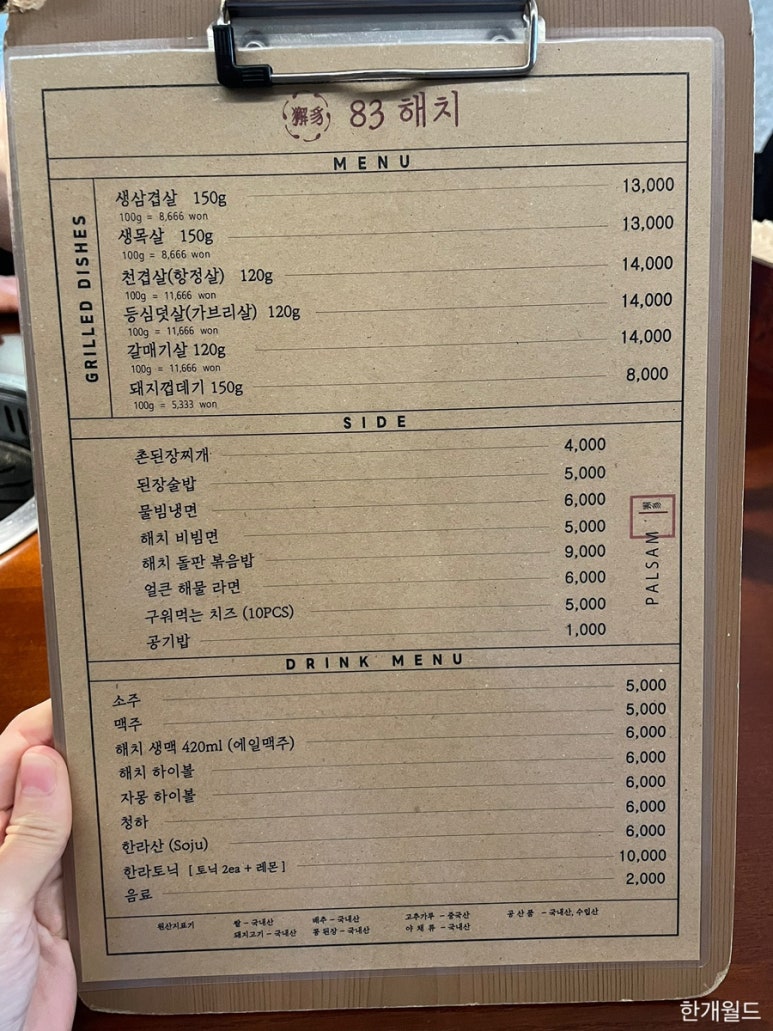 83 해치
MENU
GRILLED DISHES
생삼겹살 150g 13,000
100g = 8,666 won
생목살 150g 13,000
100g = 8,666 won
천겹살(항정살) 120g 14,000
100g = 11,666 won
등심덧살(가브리살) 120g 14,000
100g = 11,666 won
갈매기살 120g 14,000
100g = 11,666 won
돼지껍데기 150g 8,000
100g = 5,333 won
SIDE
촌된장찌개 4,000
된장술밥 5,000
물빔냉면 6,000
해치 비빔면 5,000
해치 돌판 볶음밥 9,000
얼큰 해물 라면 6,000
구워먹는 치즈 (10PCS) 5,000
공기밥 1,000
PALSAM
DRINK MENU
소주 5,000
맥주 5,000
해치 생맥 420ml (에일맥주) 6,000
해치 하이볼 6,000
자몽 하이볼 6,000
청하 6,000
한라산 (Soju) 6,000
한라토닉 [ 토닉 2ea + 레몬 ] 10,000
음료 2,000
원산지표기 쌀 – 국내산 배추 – 국내산 고추가루 – 중국산 공산품 – 국내산, 수입산
돼지고기 – 국내산 콩 된장 – 국내산 야채류 – 국내산
한개월드